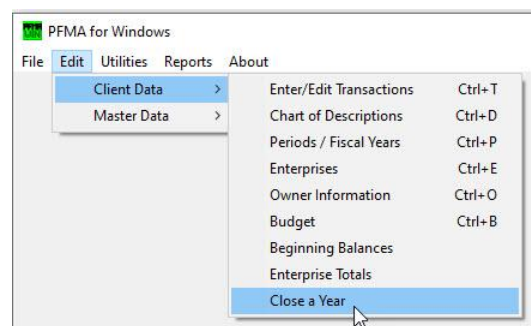 PFMA for Windows
File Edit Utilities Reports About
Client Data >
Master Data >
Enter/Edit Transactions Ctrl+T
Chart of Descriptions Ctrl+D
Periods / Fiscal Years Ctrl+P
Enterprises Ctrl+E
Owner Information Ctrl+O
Budget Ctrl+B
Beginning Balances
Enterprise Totals
Close a Year